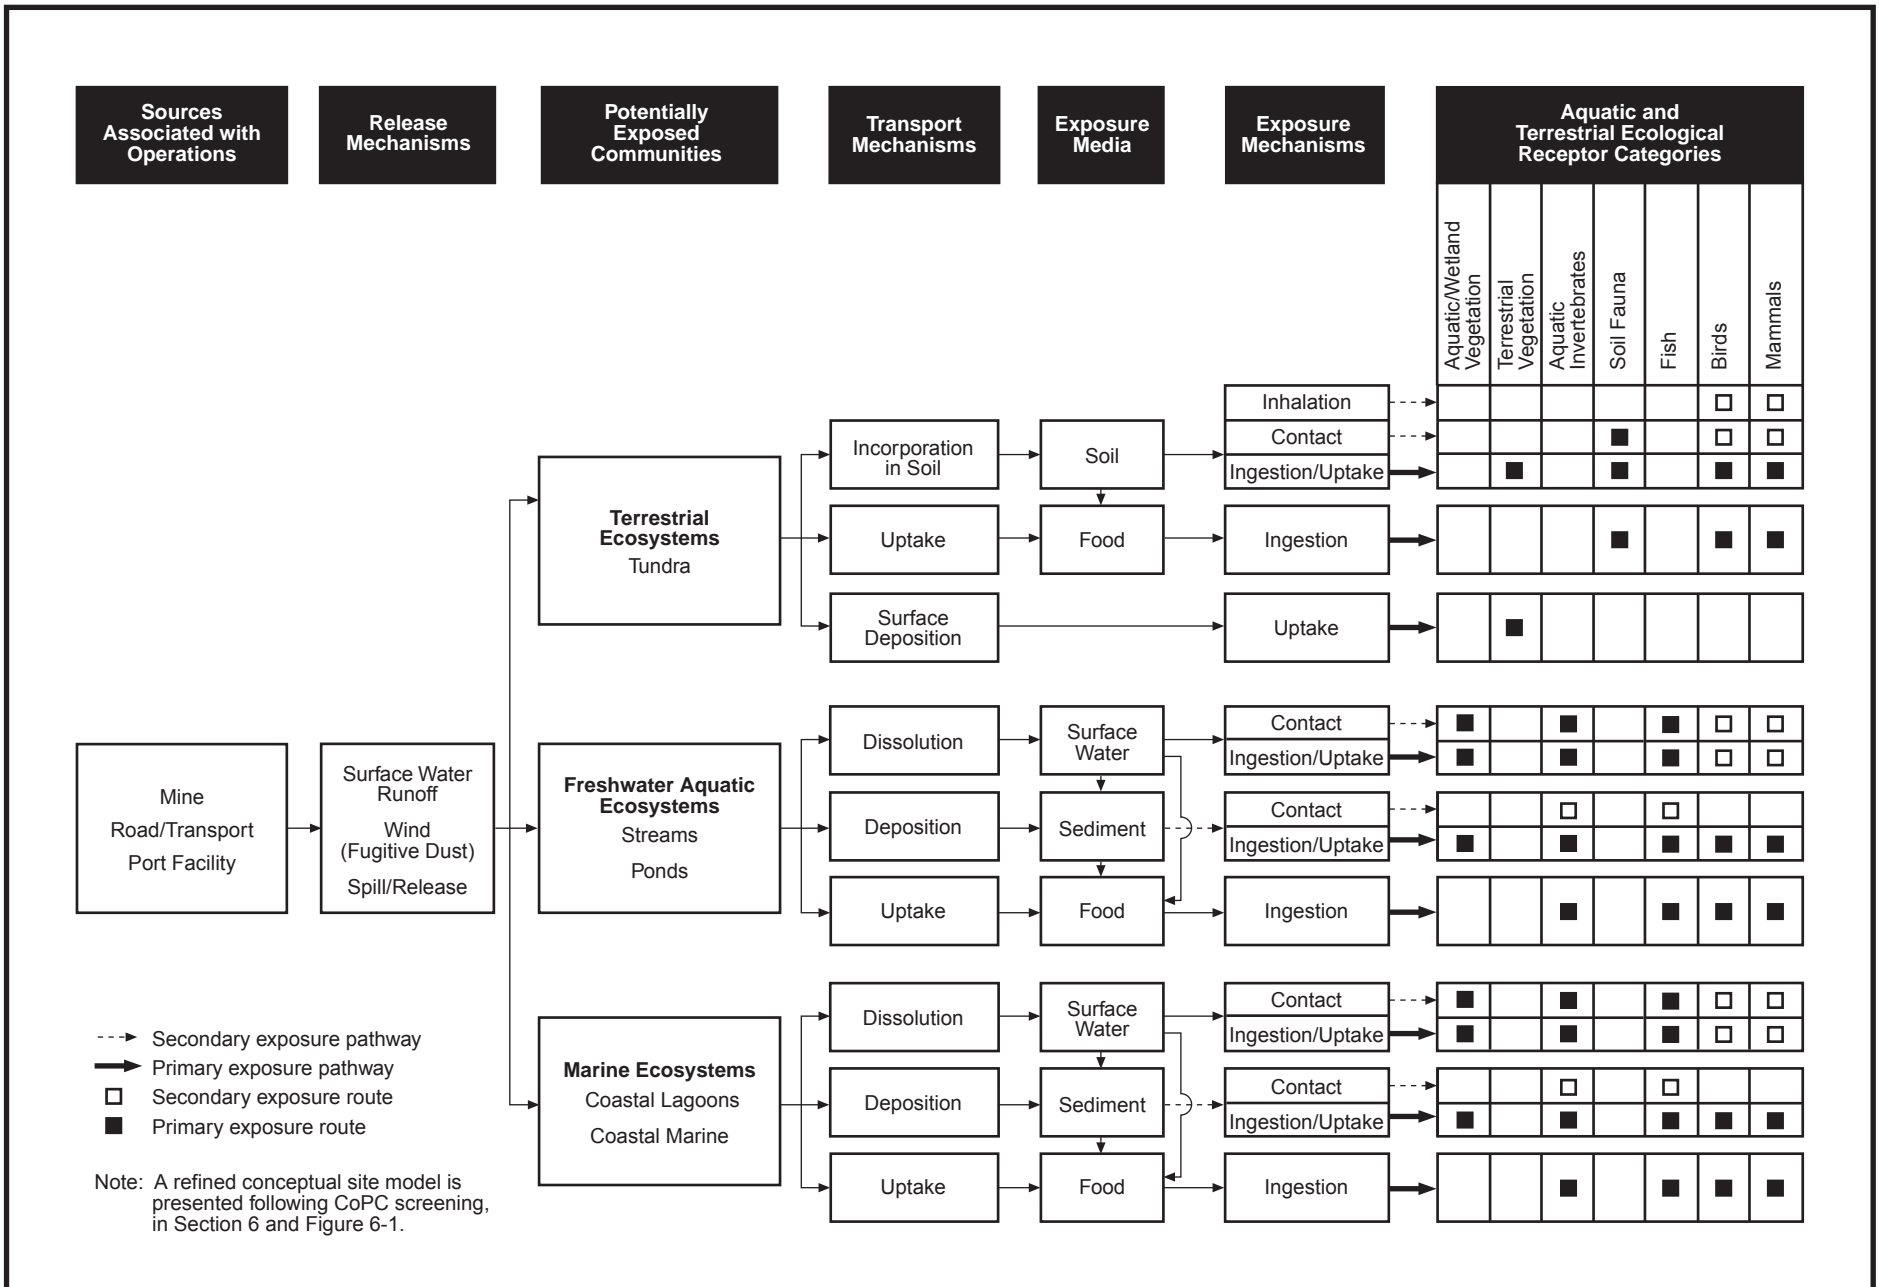 Sources
Associated with
Operations
Release
Mechanisms
Potentially
Exposed
Communities
Transport
Mechanisms
Exposure
Media
Exposure
Mechanisms
Aquatic and
Terrestrial Ecological
Receptor Categories
Aquatic/Wetland
Vegetation
Terrestrial
Vegetation
Aquatic
Invertebrates
Soil Fauna
Fish
Birds
Mammals
Mine
Road/Transport
Port Facility
Surface Water
Runoff
Wind
(Fugitive Dust)
Spill/Release
Terrestrial
Ecosystems
Tundra
Incorporation
in Soil
Soil
Inhalation
Contact
Ingestion/Uptake
Uptake
Food
Ingestion
Surface
Deposition
Uptake
Freshwater Aquatic
Ecosystems
Streams
Ponds
Dissolution
Surface
Water
Contact
Ingestion/Uptake
Deposition
Sediment
Contact
Ingestion/Uptake
Uptake
Food
Ingestion
Marine Ecosystems
Coastal Lagoons
Coastal Marine
Dissolution
Surface
Water
Contact
Ingestion/Uptake
Deposition
Sediment
Contact
Ingestion/Uptake
Uptake
Food
Ingestion
Secondary exposure pathway
Primary exposure pathway
Secondary exposure route
Primary exposure route
Note: A refined conceptual site model is
presented following CoPC screening,
in Section 6 and Figure 6-1.